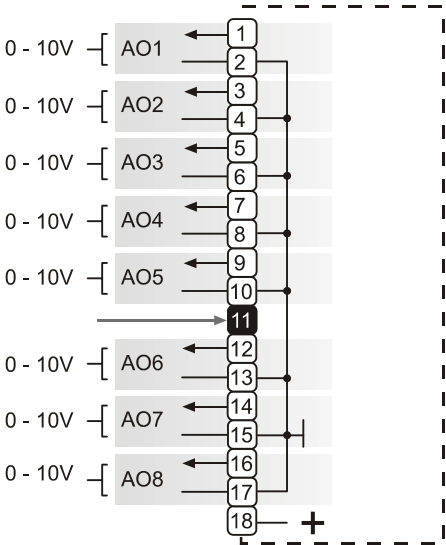 1
0 - 10V AO1
2
3
0 - 10V AO2
4
5
0 - 10V AO3
6
7
0 - 10V AO4
8
9
0 - 10V AO5
10
11
12
0 - 10V AO6
13
14
0 - 10V AO7
15
16
0 - 10V AO8
17
18 +